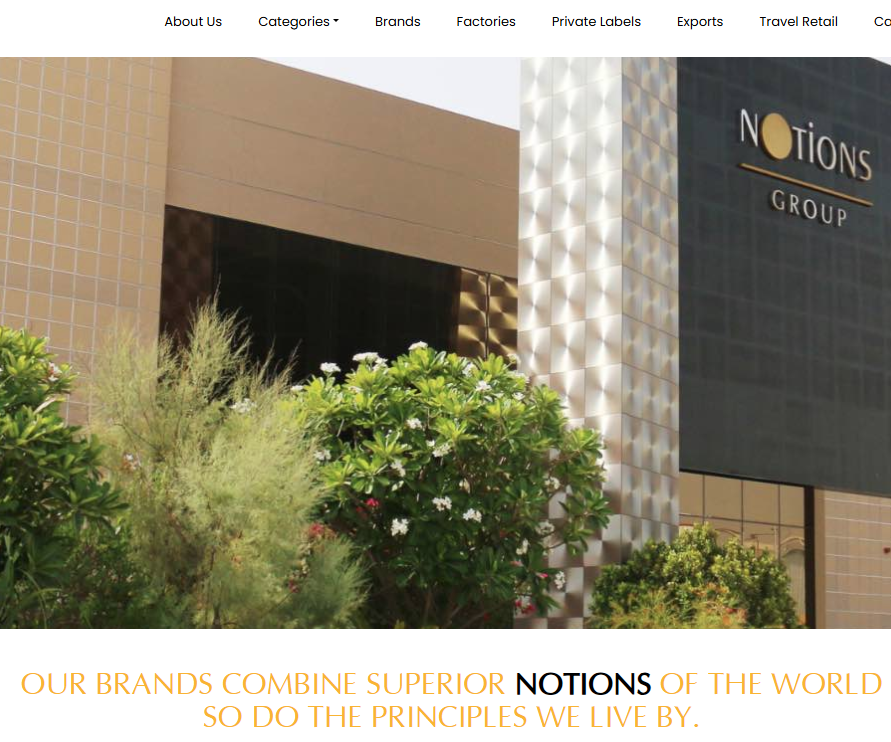 About Us Categories Brands Factories Private Labels Exports Travel Retail
NOTiONS
GROUP
OUR BRANDS COMBINE SUPERIOR NOTIONS OF THE WORLD
SO DO THE PRINCIPLES WE LIVE BY.